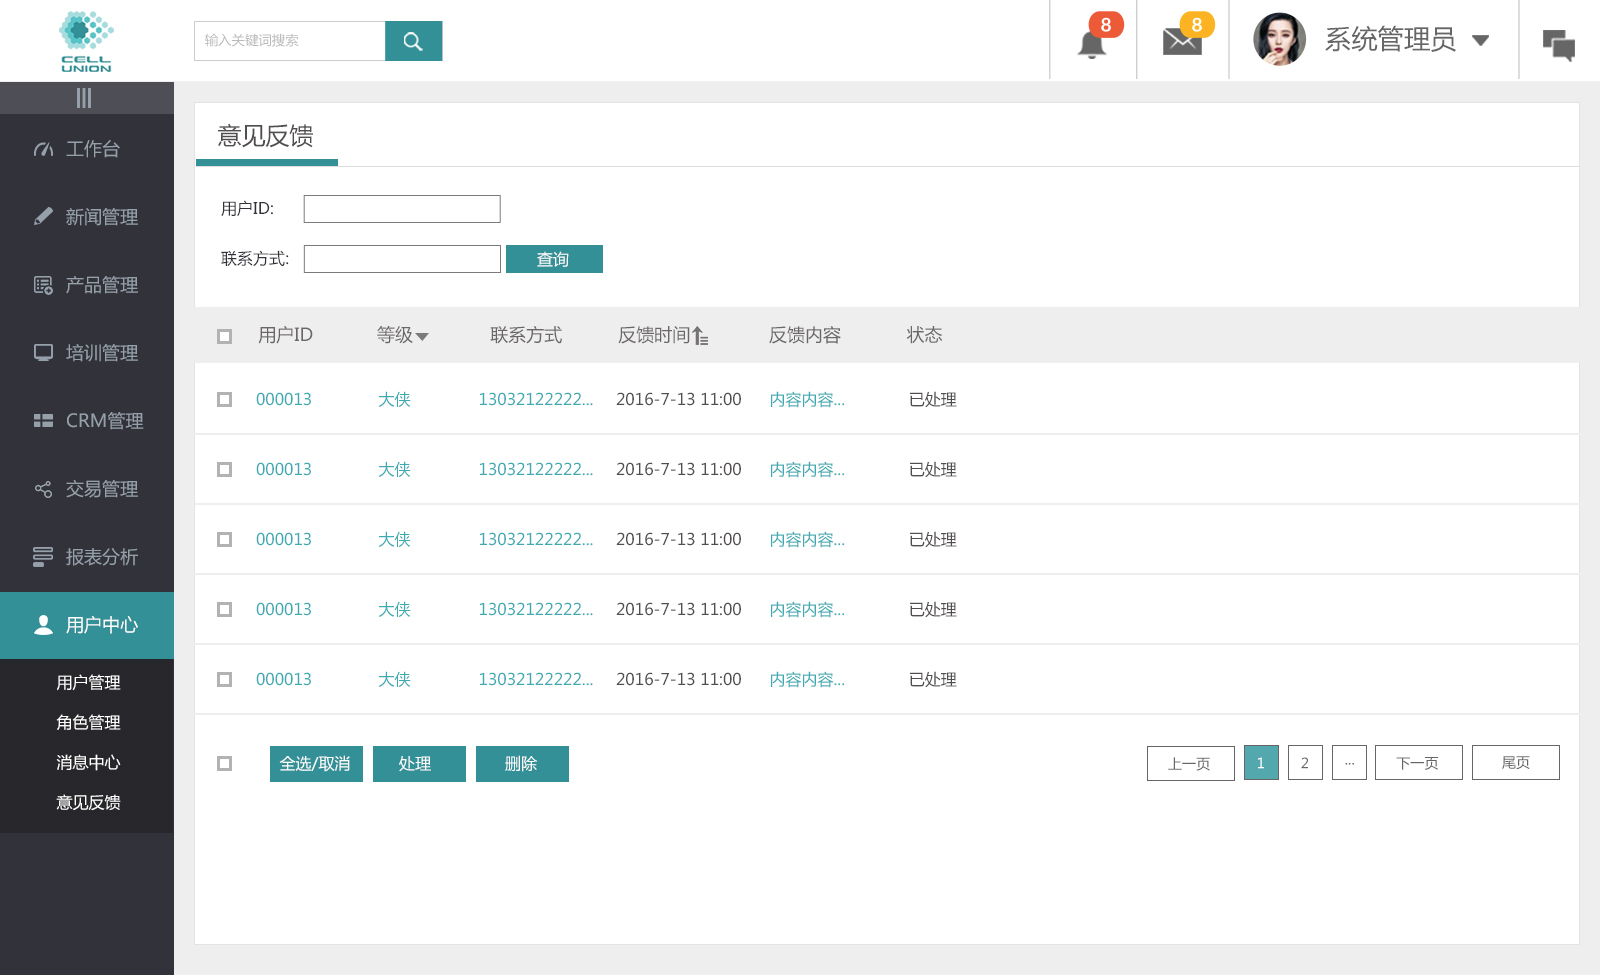 CELL
UNION
输入关键词搜索
8
8
系统管理员
工作台
新闻管理
产品管理
培训管理
CRM管理
交易管理
报表分析
用户中心
用户管理
角色管理
消息中心
意见反馈
意见反馈
用户ID:
联系方式:
查询
用户ID 等级 联系方式 反馈时间 反馈内容 状态
000013 大侠 13032122222... 2016-7-13 11:00 内容内容... 已处理
000013 大侠 13032122222... 2016-7-13 11:00 内容内容... 已处理
000013 大侠 13032122222... 2016-7-13 11:00 内容内容... 已处理
000013 大侠 13032122222... 2016-7-13 11:00 内容内容... 已处理
000013 大侠 13032122222... 2016-7-13 11:00 内容内容... 已处理
全选/取消 处理 删除 上一页 1 2 ... 下一页 尾页